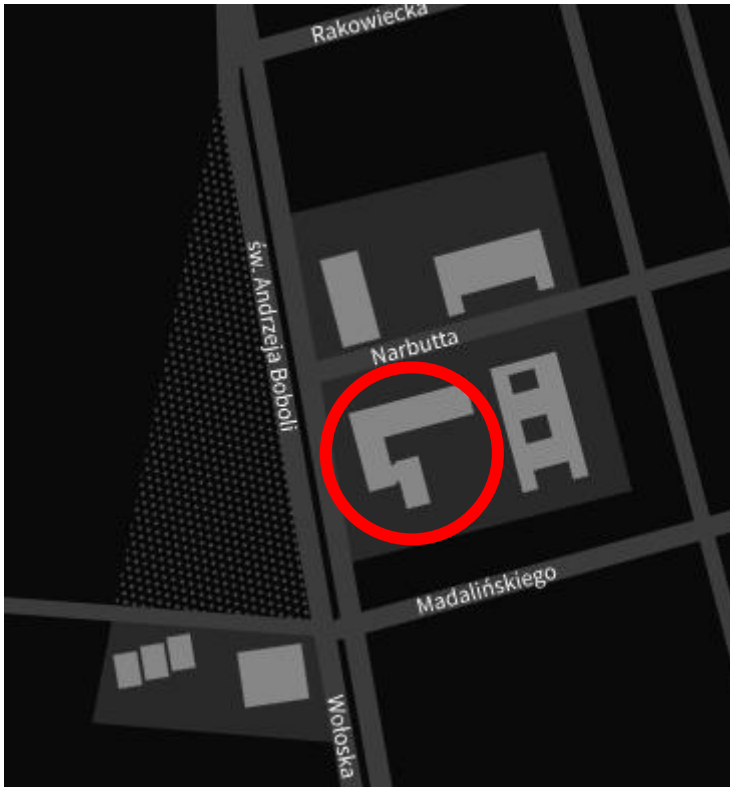 Rakowiecka
św. Andrzeja Boboli
Narbutta
Madalińskiego
Wołoska